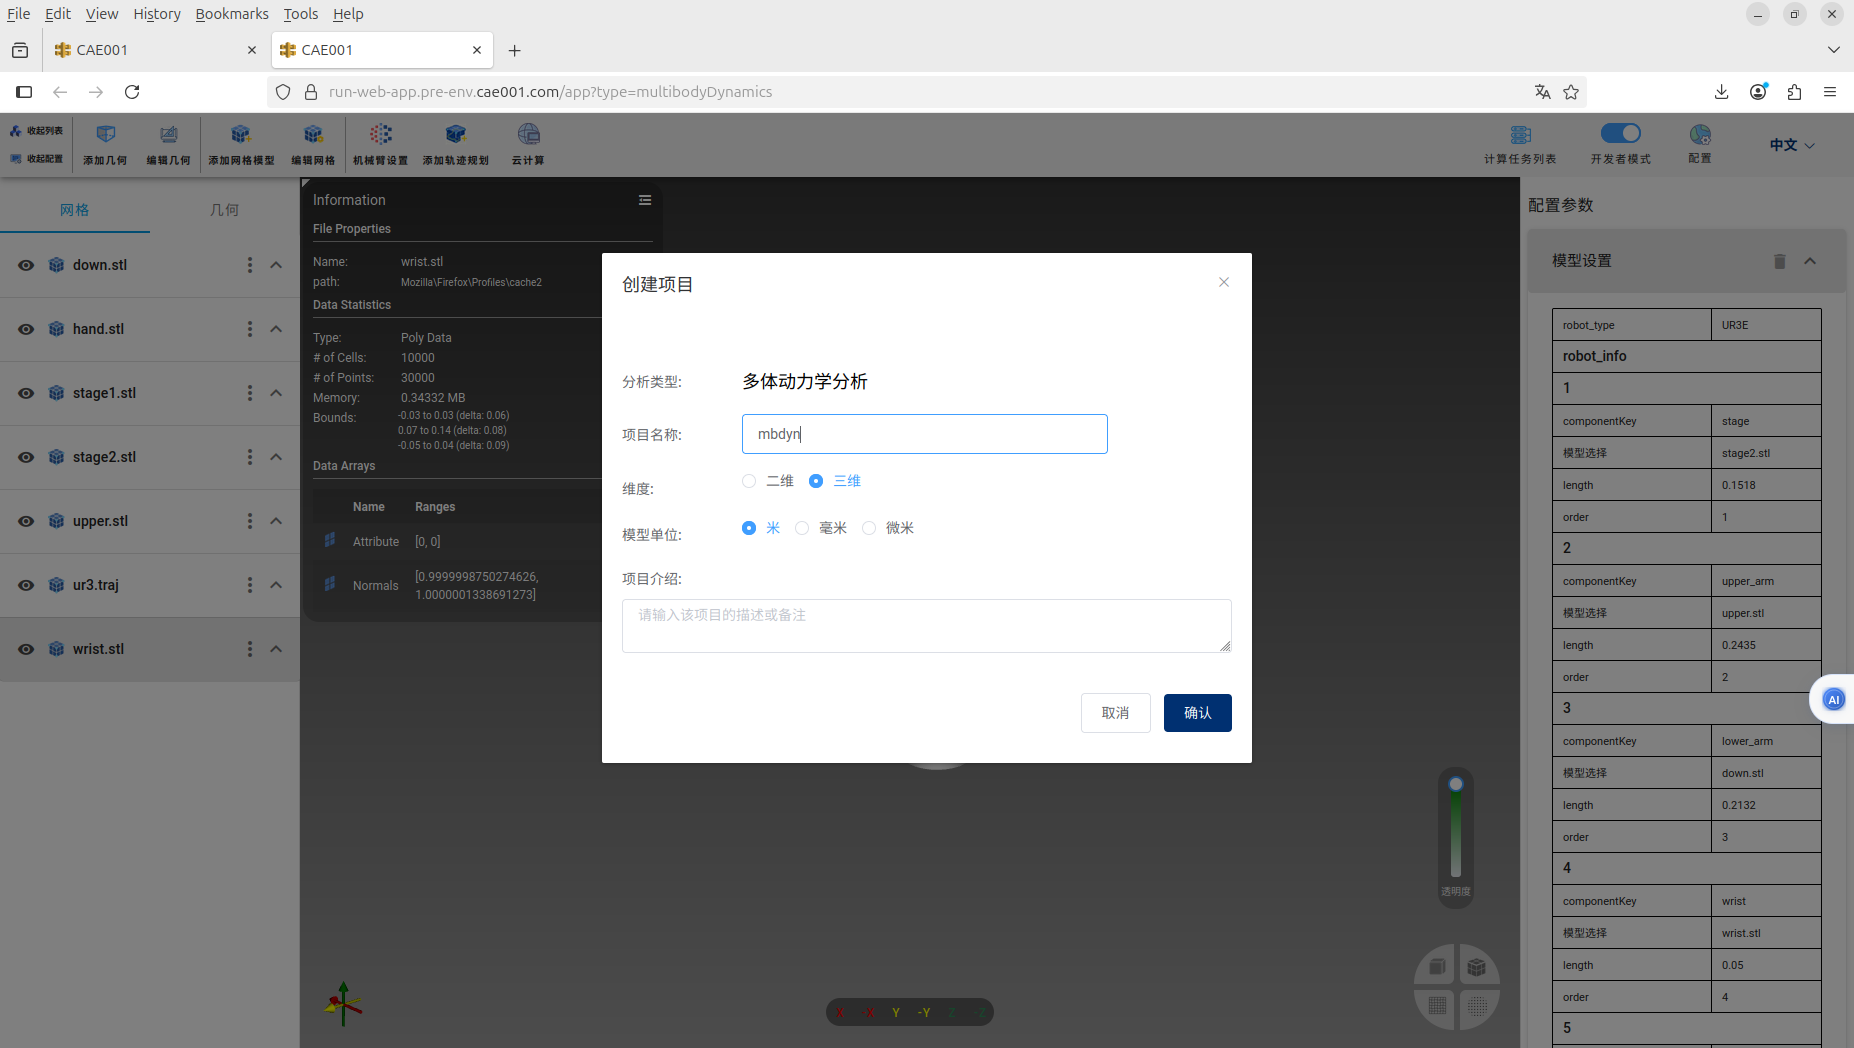 File Edit View History Bookmarks Tools Help
CAE001
CAE001
run-web-app.pre-env.cae001.com/app?type=multibodyDynamics
收起列表
收起配置
添加几何
编辑几何
添加网格模型
编辑网格
机械臂设置
添加轨迹规划
云计算
计算任务列表
开发者模式
配置
中文
网格
几何
down.stl
hand.stl
stage1.stl
stage2.stl
upper.stl
ur3.traj
wrist.stl
Information
File Properties
Name: wrist.stl
path: Mozilla\Firefox\Profiles\cache2
Data Statistics
Type: Poly Data
# of Cells: 10000
# of Points: 30000
Memory: 0.34332 MB
Bounds: -0.03 to 0.03 (delta: 0.06)
0.07 to 0.14 (delta: 0.08)
-0.05 to 0.04 (delta: 0.09)
Data Arrays
Name Ranges
Attribute [0, 0]
Normals [0.9999998750274626,
1.0000001338691273]
创建项目
分析类型: 多体动力学分析
项目名称: mbdyn
维度: 二维 三维
模型单位: 米 毫米 微米
项目介绍:
请输入该项目的描述或备注
取消
确认
透明度
X -X Y -Y Z -Z
配置参数
模型设置
robot_type UR3E
robot_info
1
componentKey stage
模型选择 stage2.stl
length 0.1518
order 1
2
componentKey upper_arm
模型选择 upper.stl
length 0.2435
order 2
3
componentKey lower_arm
模型选择 down.stl
length 0.2132
order 3
4
componentKey wrist
模型选择 wrist.stl
length 0.05
order 4
5
AI